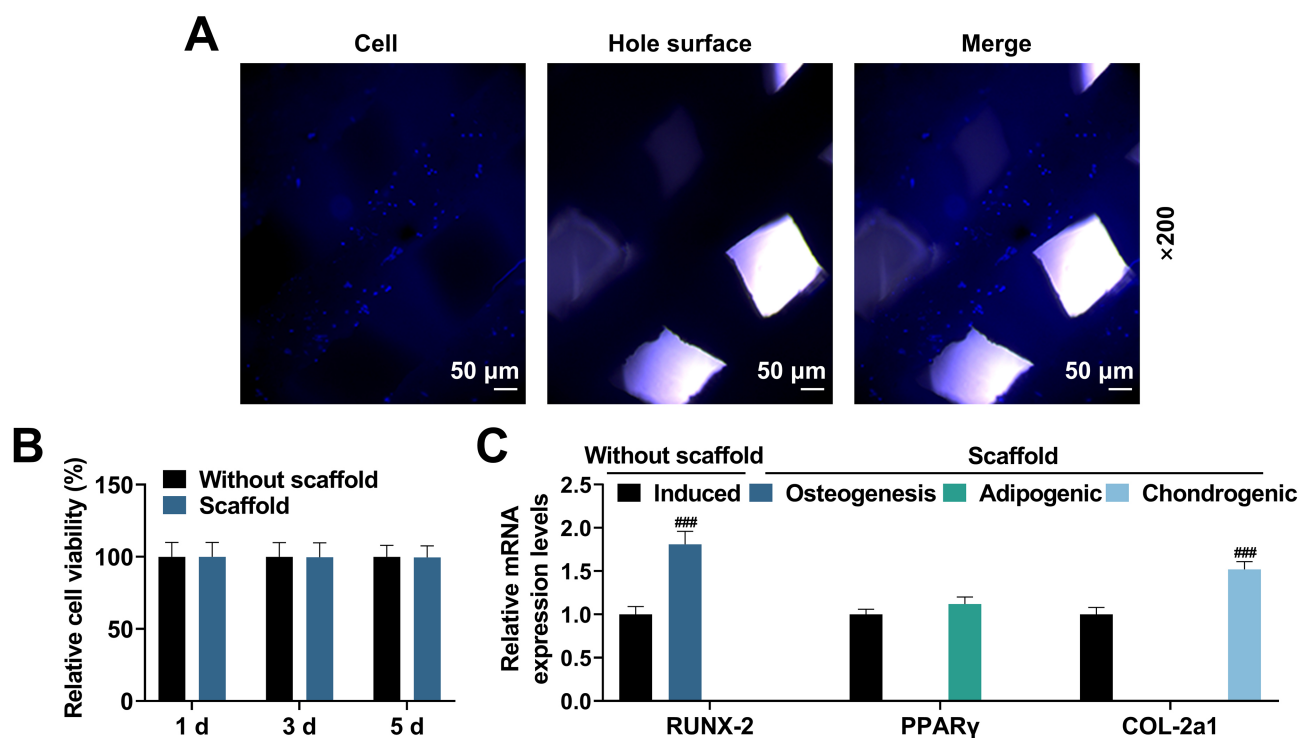 A
Cell
Hole surface
Merge
50 μm
50 μm
50 μm
×200
B
Relative cell viability (%)
150
100
50
0
Without scaffold
Scaffold
1 d
3 d
5 d
C
Without scaffold
Scaffold
Relative mRNA
expression levels
2.5
2.0
1.5
1.0
0.5
0.0
Induced
Osteogenesis
Adipogenic
Chondrogenic
###
###
RUNX-2
PPARγ
COL-2a1